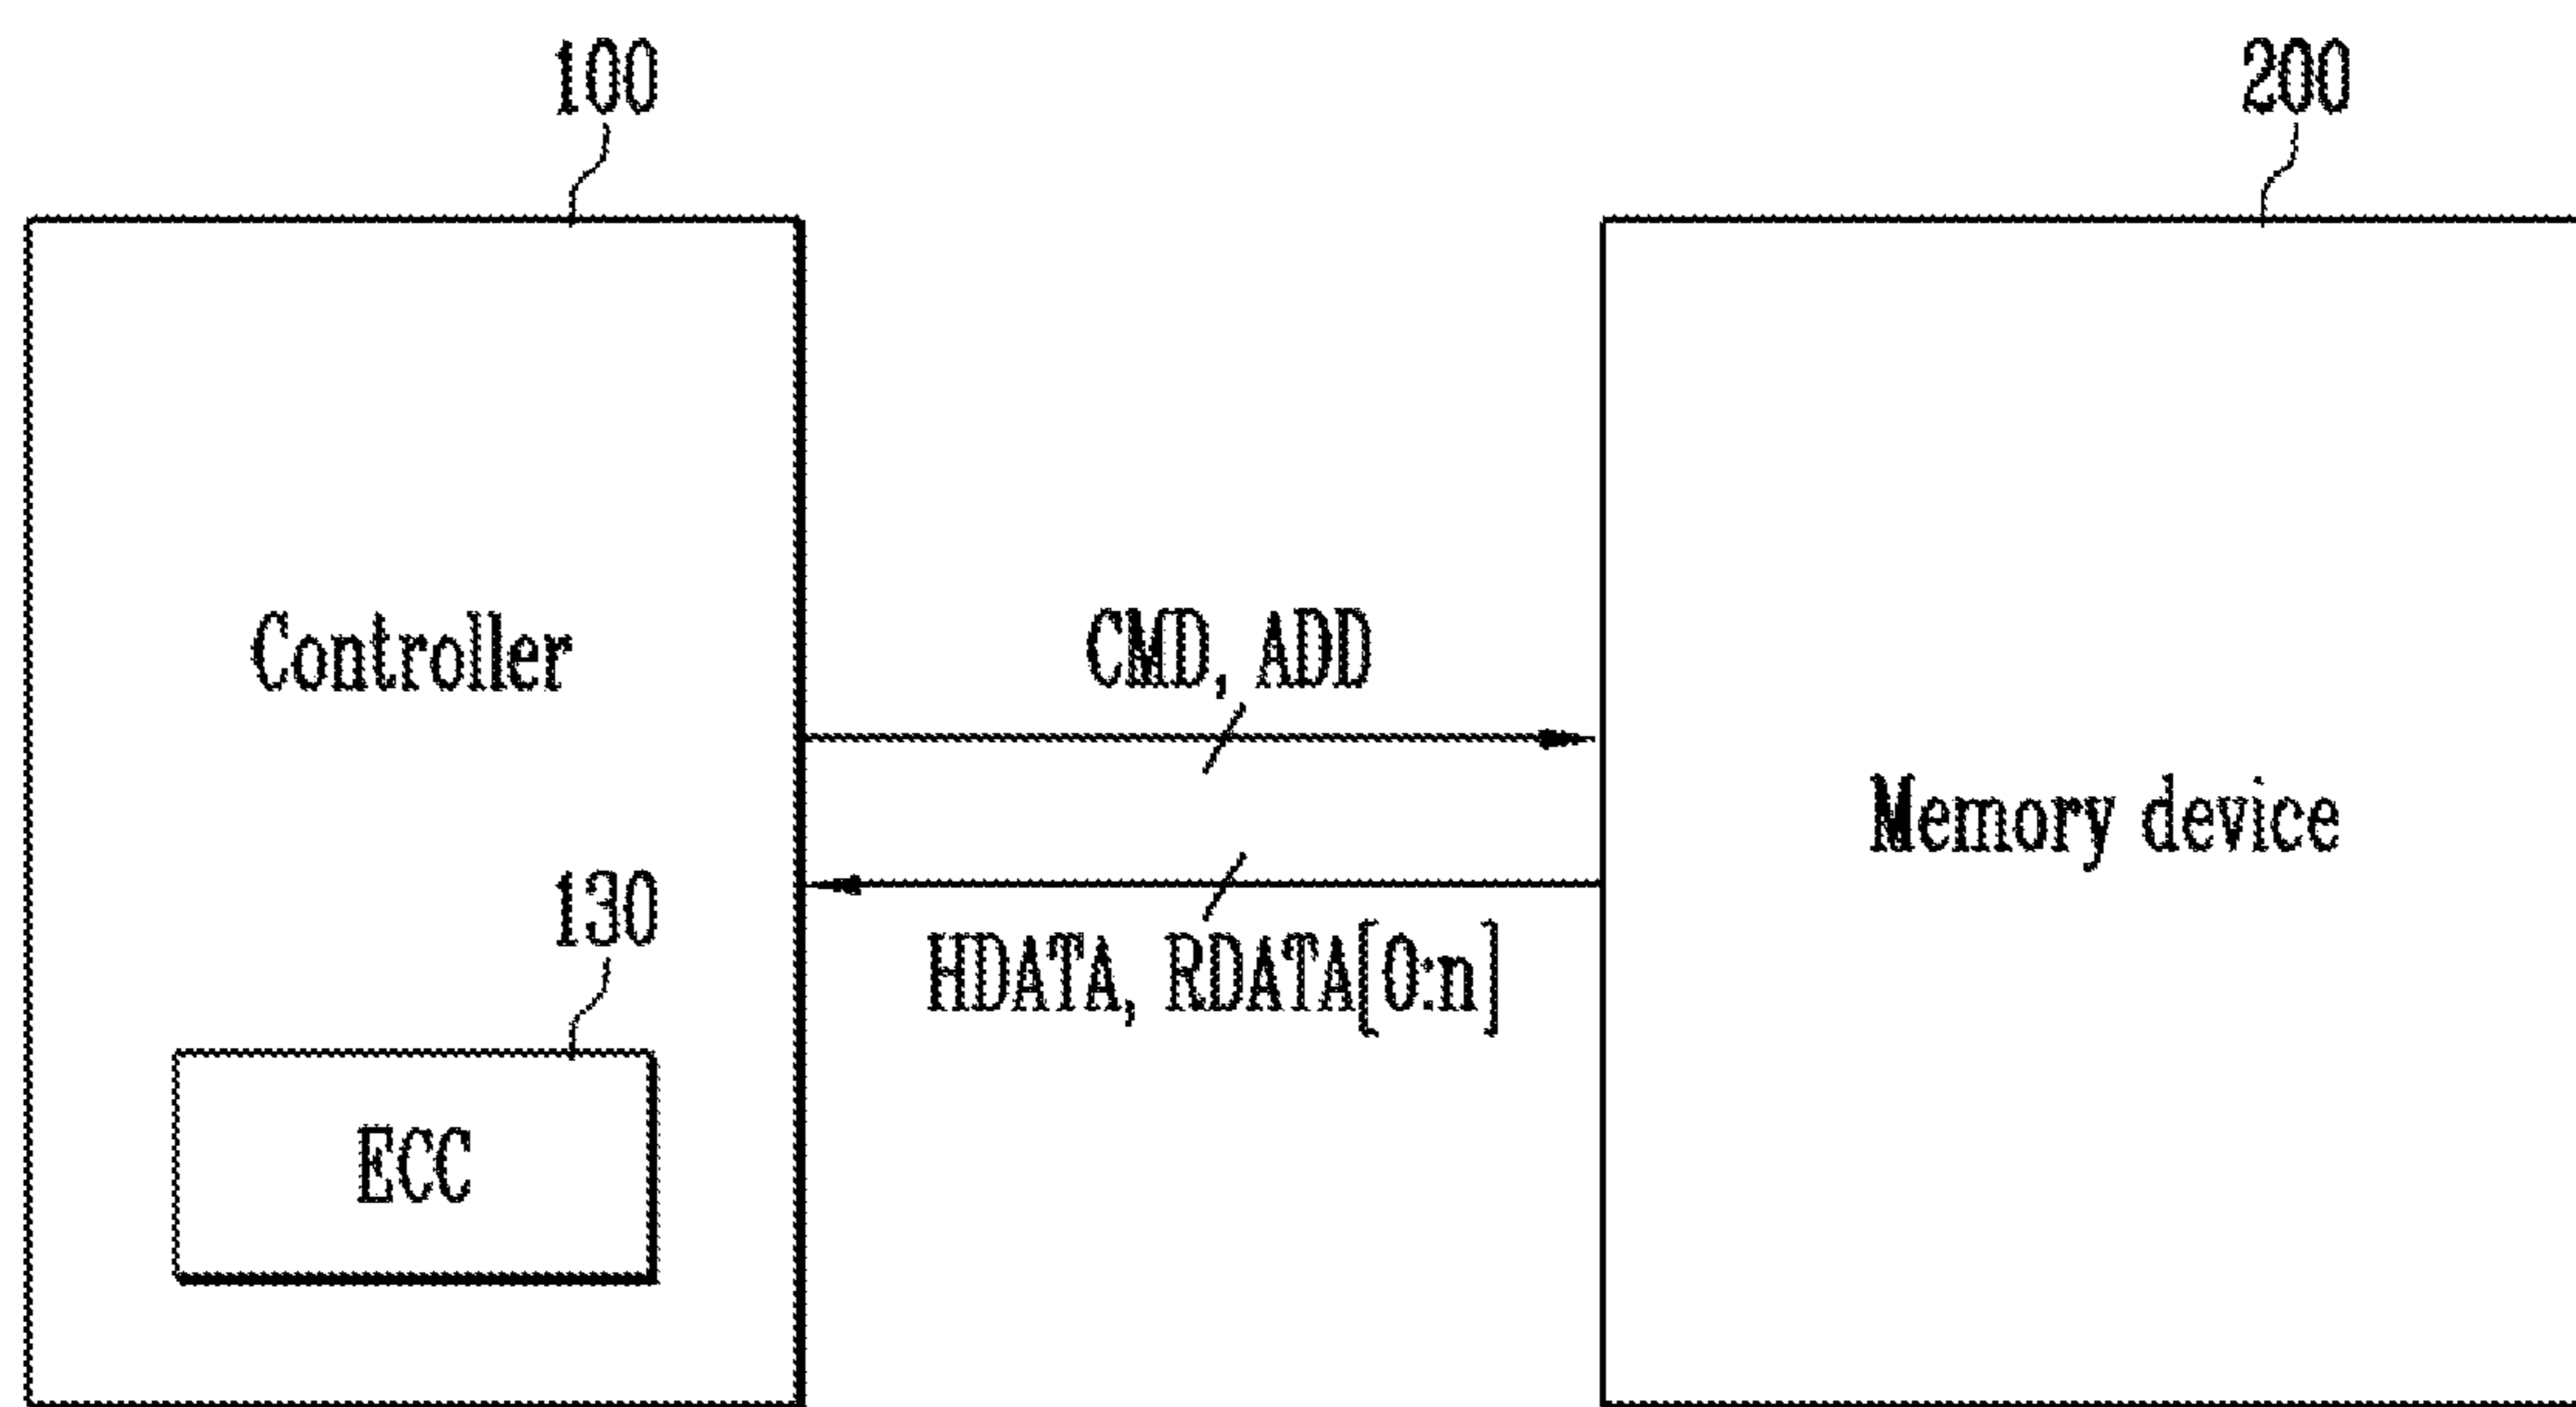 100
200
Controller
CMD, ADD
Memory device
130
HDATA, RDATA[0:n]
ECC